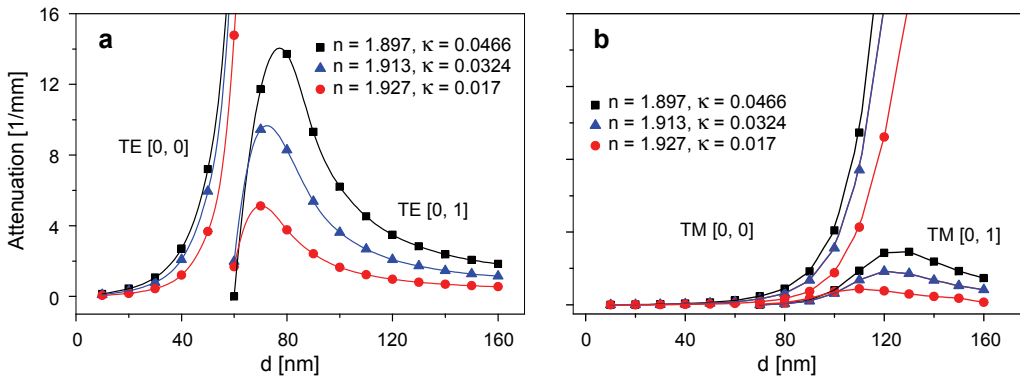 16
12
8
4
0
Attenuation [1/mm]
a
n = 1.897, κ = 0.0466
n = 1.913, κ = 0.0324
n = 1.927, κ = 0.017
TE [0, 0]
TE [0, 1]
0 40 80 120 160
d [nm]
b
n = 1.897, κ = 0.0466
n = 1.913, κ = 0.0324
n = 1.927, κ = 0.017
TM [0, 0]
TM [0, 1]
0 40 80 120 160
d [nm]